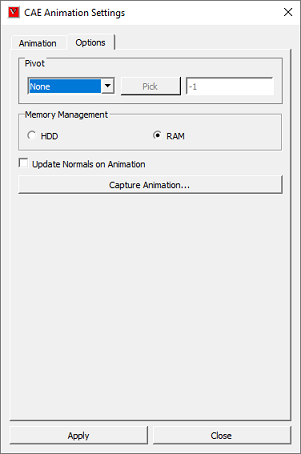 CAE Animation Settings
Animation Options
Pivot
None Pick -1
Memory Management
HDD RAM
Update Normals on Animation
Capture Animation...
Apply Close